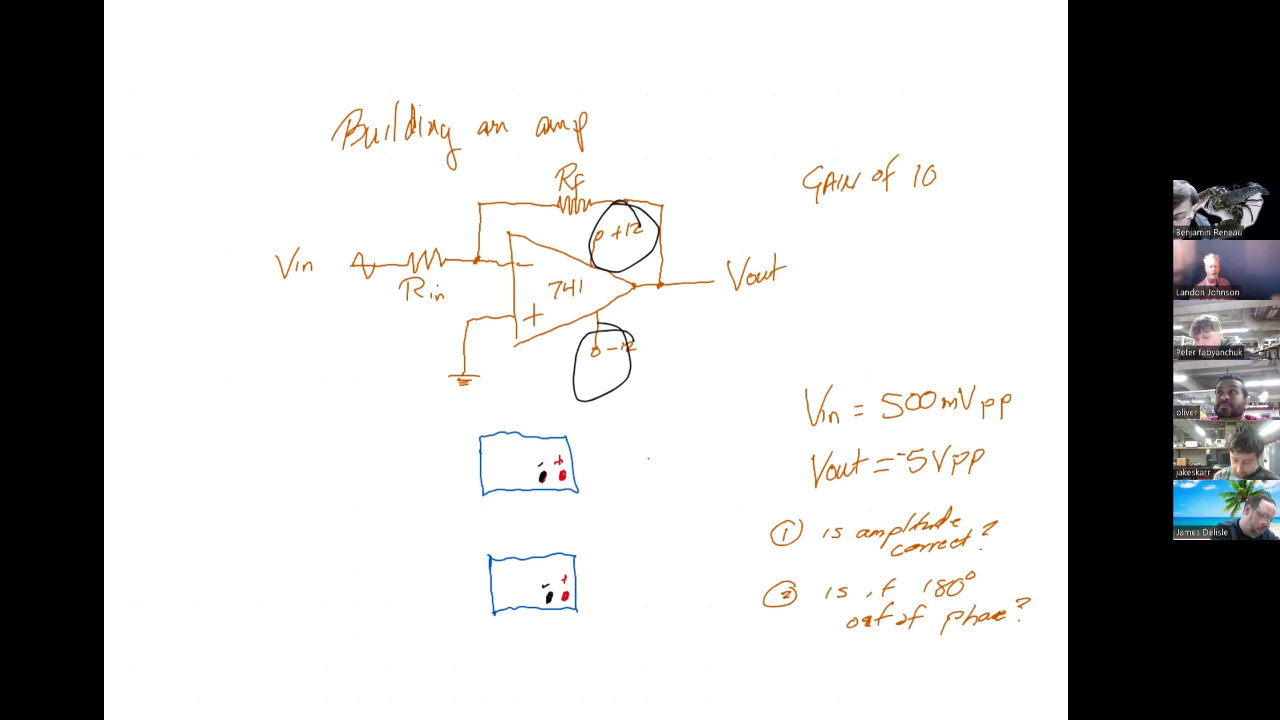 Building an amp
Rf
GAIN of 10
+12
Vin
Rin
741
Vout
+
-12
Vin = 500mVpp
Vout = -5Vpp
- +
① is amplitude
correct?
② is it 180°
out of phase?
- +
Benjamin Reneau
Landon Johnson
Peter fabyanchuk
oliver
jakeskarr
James Delisle